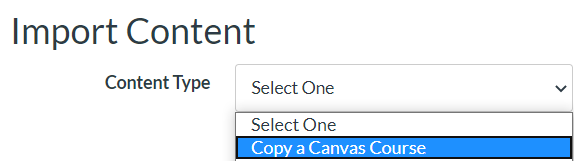 Import Content
Content Type Select One
Select One
Copy a Canvas Course